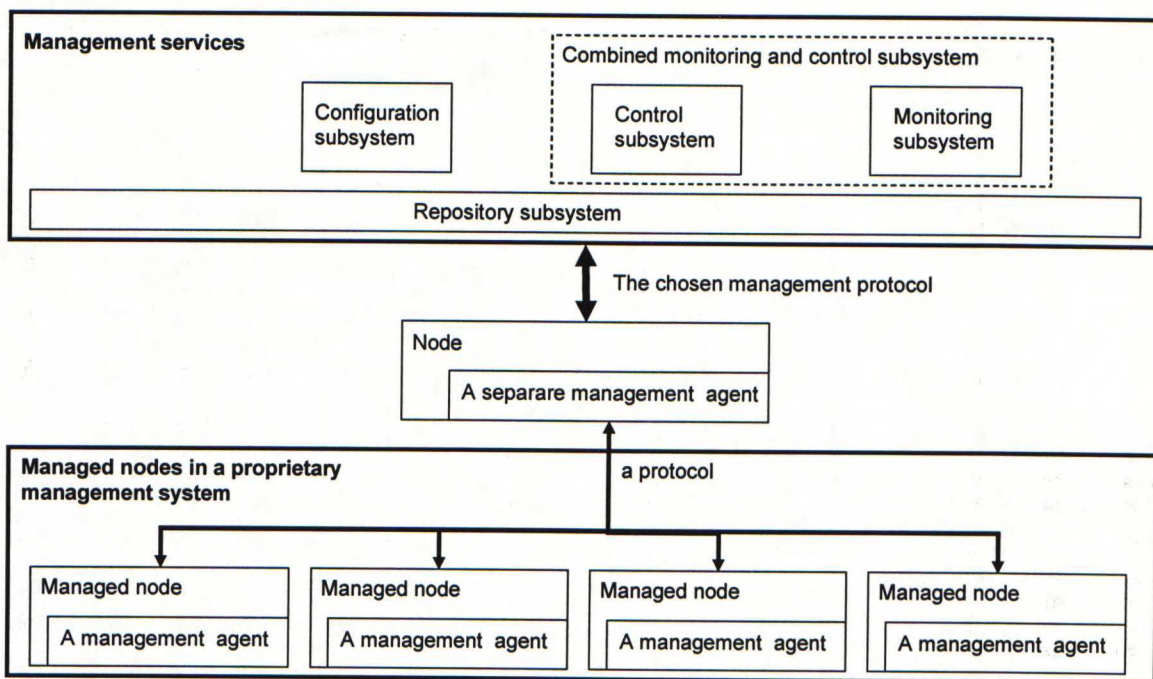 Management services
Combined monitoring and control subsystem
Configuration
subsystem
Control
subsystem
Monitoring
subsystem
Repository subsystem
The chosen management protocol
Node
A separare management agent
Managed nodes in a proprietary
management system
a protocol
Managed node
A management agent
Managed node
A management agent
Managed node
A management agent
Managed node
A management agent